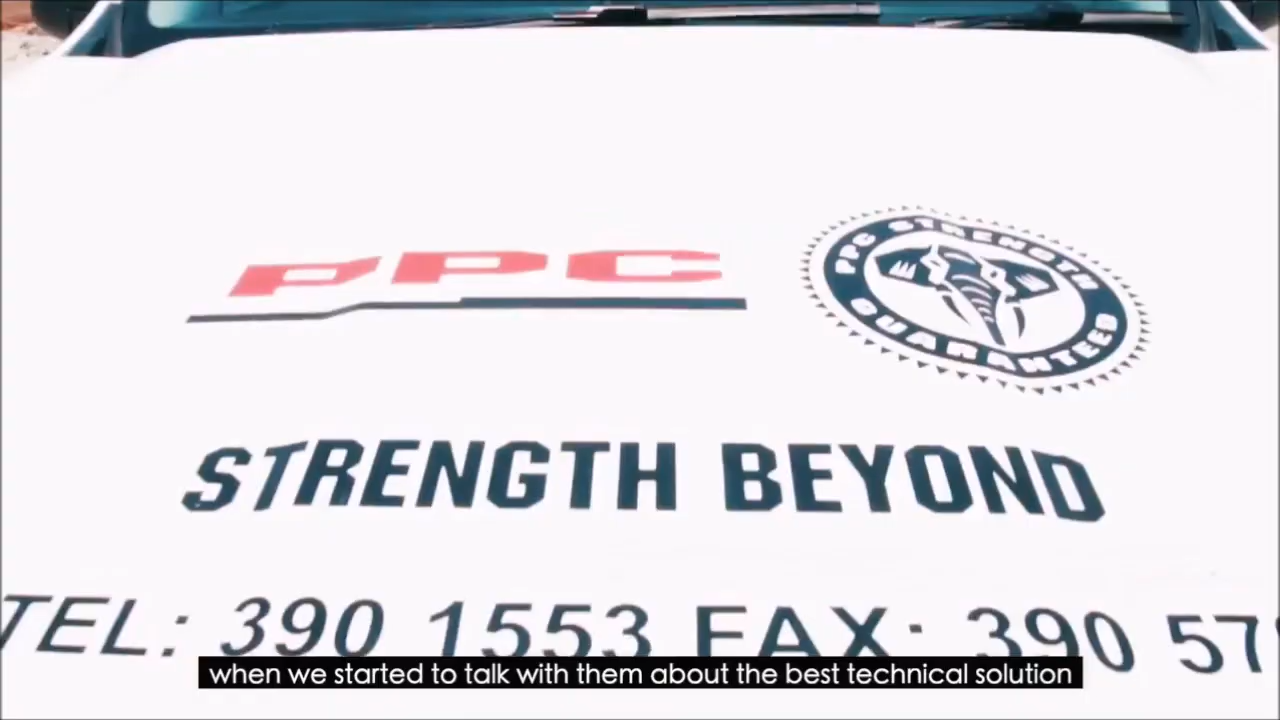 PPC
PPC STRENGTH
GUARANTEED
STRENGTH BEYOND
TEL: 390 1553 FAX: 390
when we started to talk with them about the best technical solution